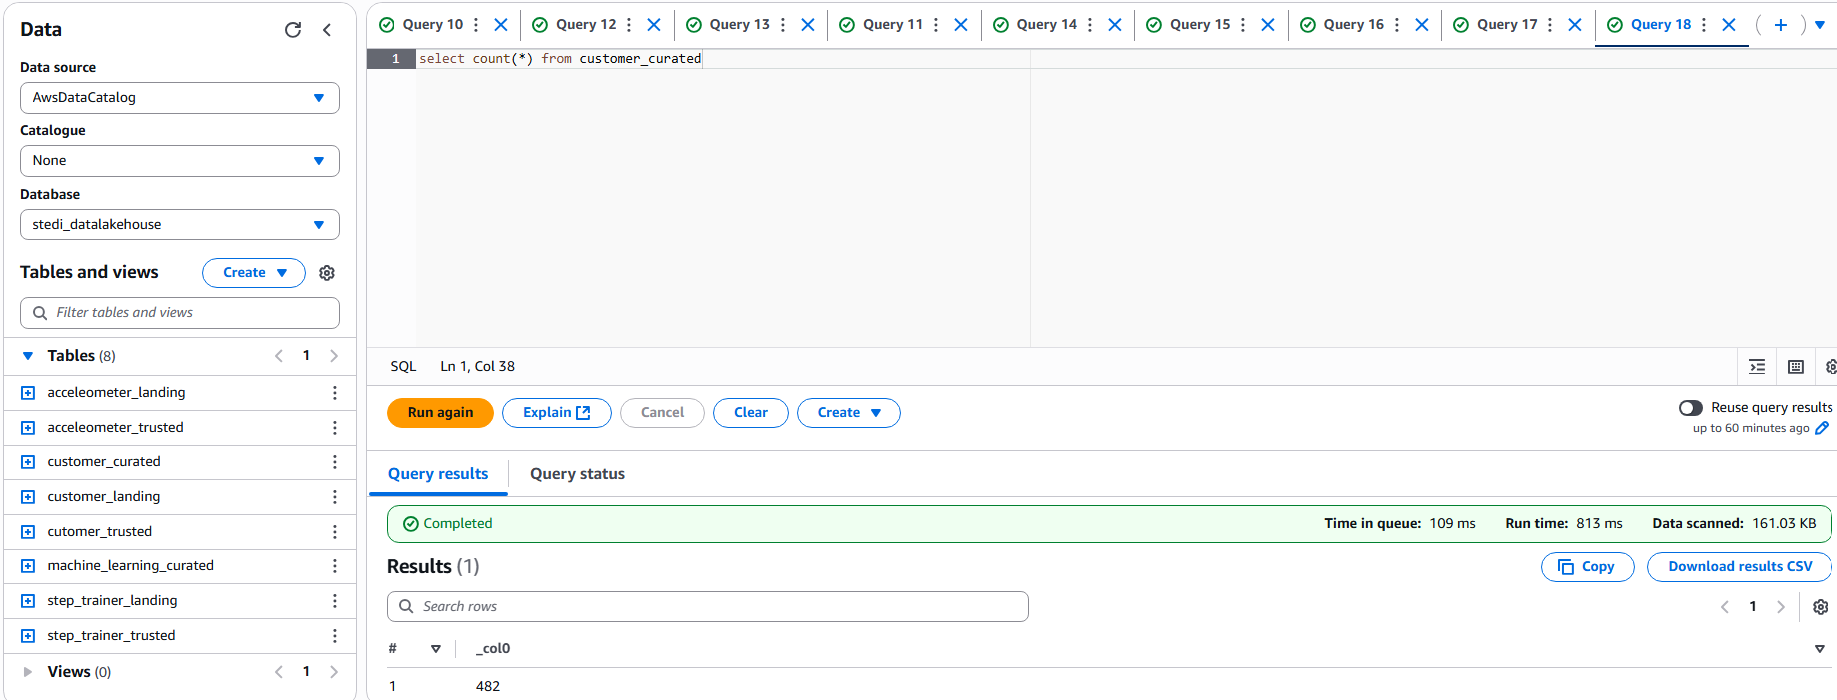 Data
Data source
AwsDataCatalog
Catalogue
None
Database
stedi_datalakehouse
Tables and views
Create
Filter tables and views
Tables (8)
1
acceleometer_landing
acceleometer_trusted
customer_curated
customer_landing
cutomer_trusted
machine_learning_curated
step_trainer_landing
step_trainer_trusted
Views (0)
1
Query 10
Query 12
Query 13
Query 11
Query 14
Query 15
Query 16
Query 17
Query 18
1 select count(*) from customer_curated
SQL Ln 1, Col 38
Run again
Explain
Cancel
Clear
Create
Reuse query results
up to 60 minutes ago
Query results
Query status
Completed
Time in queue: 109 ms
Run time: 813 ms
Data scanned: 161.03 KB
Results (1)
Copy
Download results CSV
Search rows
1
# _col0
1 482